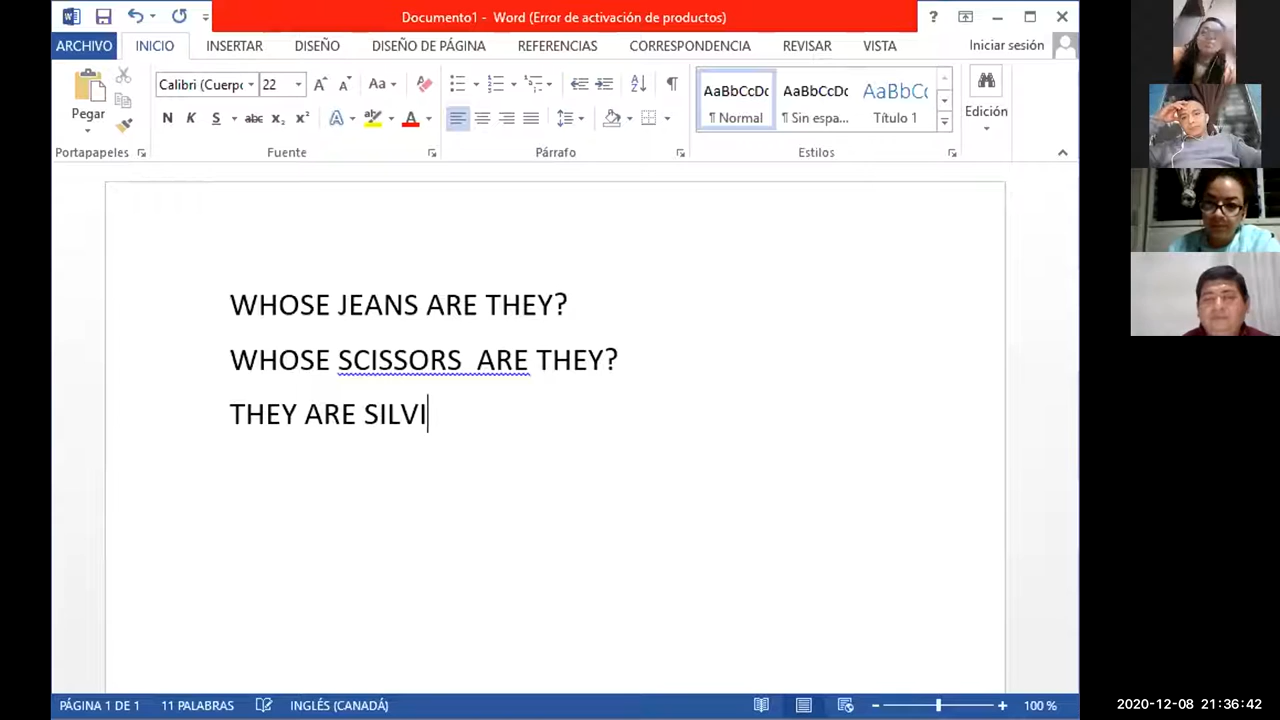 Documento1 - Word (Error de activación de productos)
ARCHIVO INICIO INSERTAR DISEÑO DISEÑO DE PÁGINA REFERENCIAS CORRESPONDENCIA REVISAR VISTA Iniciar sesión
Calibri (Cuerpo 22 Aa
Pegar
N K S abc x₂ x² A A
AaBbCcDc AaBbCcDc AaBbCc
¶ Normal ¶ Sin espa... Título 1
Edición
Portapapeles Fuente Párrafo Estilos
WHOSE JEANS ARE THEY?
WHOSE SCISSORS ARE THEY?
THEY ARE SILVI
PÁGINA 1 DE 1 11 PALABRAS INGLÉS (CANADÁ) 100 %
2020-12-08 21:36:42